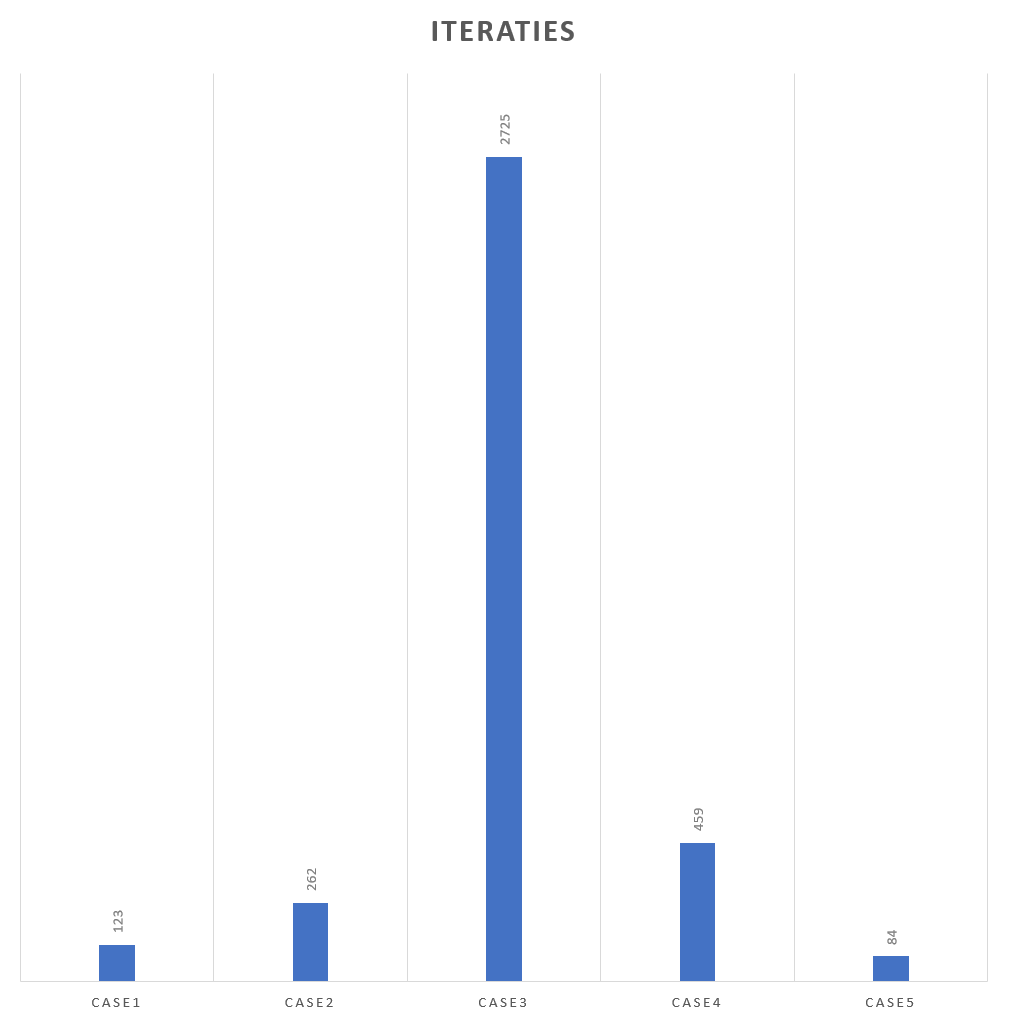 ITERATIES
123
262
2725
459
84
CASE1
CASE2
CASE3
CASE4
CASE5